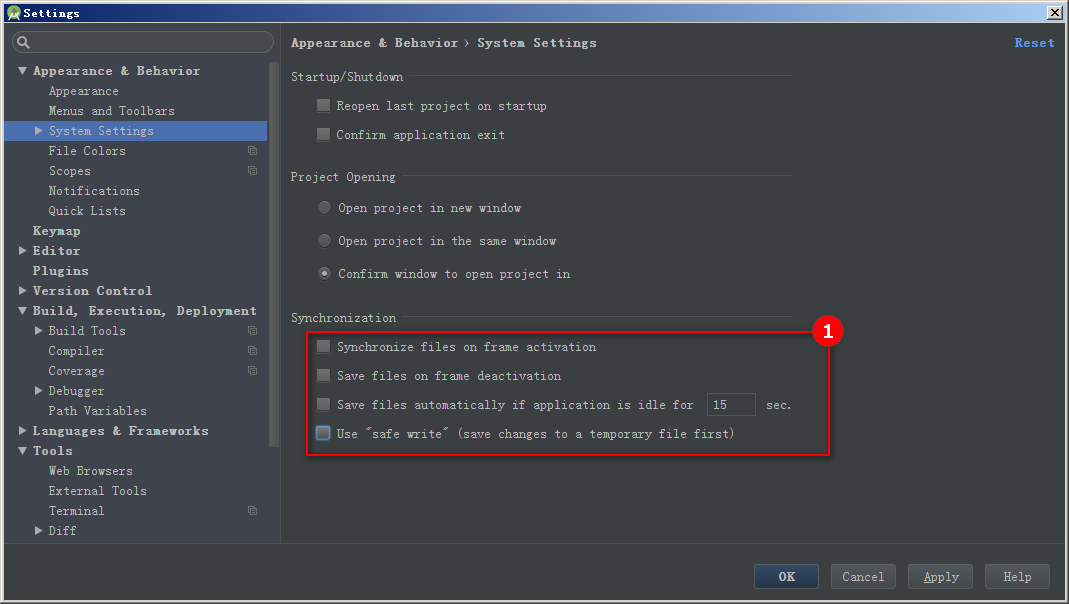 Settings
Appearance & Behavior › System Settings
Reset
Appearance & Behavior
Appearance
Menus and Toolbars
System Settings
File Colors
Scopes
Notifications
Quick Lists
Keymap
Editor
Plugins
Version Control
Build, Execution, Deployment
Build Tools
Compiler
Coverage
Debugger
Path Variables
Languages & Frameworks
Tools
Web Browsers
External Tools
Terminal
Diff
Startup/Shutdown
Reopen last project on startup
Confirm application exit
Project Opening
Open project in new window
Open project in the same window
Confirm window to open project in
Synchronization
1
Synchronize files on frame activation
Save files on frame deactivation
Save files automatically if application is idle for 15 sec.
Use "safe write" (save changes to a temporary file first)
OK Cancel Apply Help